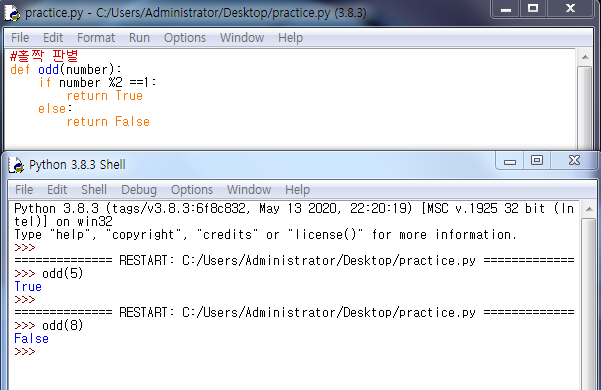 practice.py - C:/Users/Administrator/Desktop/practice.py (3.8.3)
File Edit Format Run Options Window Help
#홀짝 판별
def odd(number):
    if number %2 ==1:
        return True
    else:
        return False
Python 3.8.3 Shell
File Edit Shell Debug Options Window Help
Python 3.8.3 (tags/v3.8.3:6f8c832, May 13 2020, 22:20:19) [MSC v.1925 32 bit (In
tel)] on win32
Type "help", "copyright", "credits" or "license()" for more information.
>>>
============== RESTART: C:/Users/Administrator/Desktop/practice.py =============
>>> odd(5)
True
>>>
============== RESTART: C:/Users/Administrator/Desktop/practice.py =============
>>> odd(8)
False
>>>